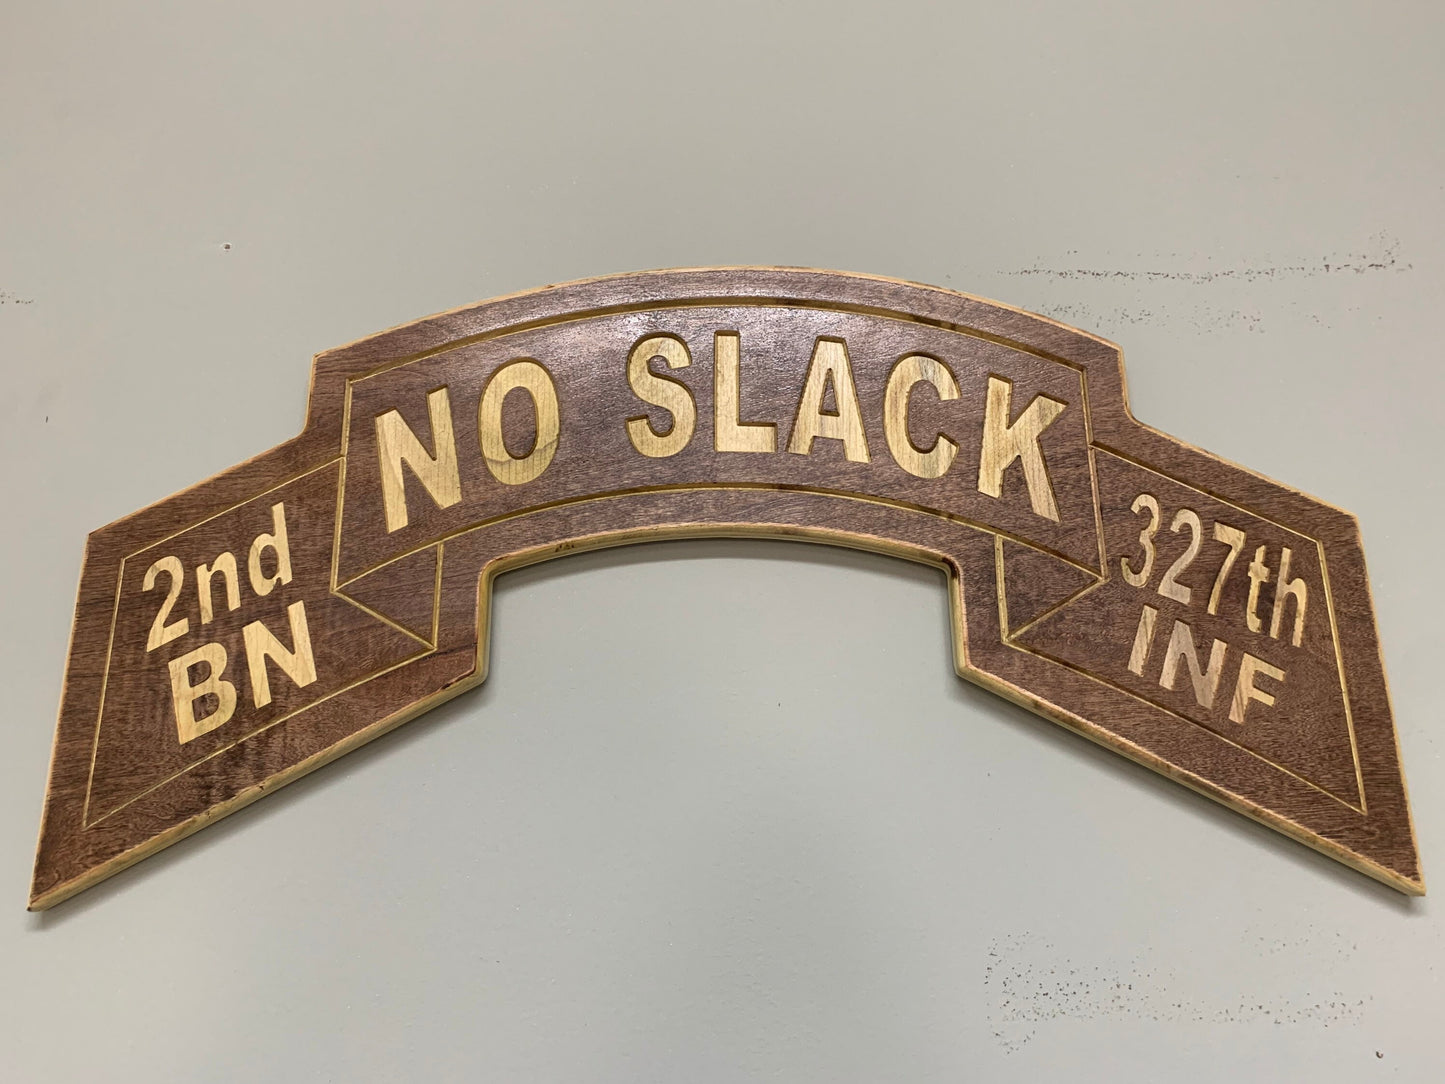 NO SLACK
2nd
BN
327th
INF